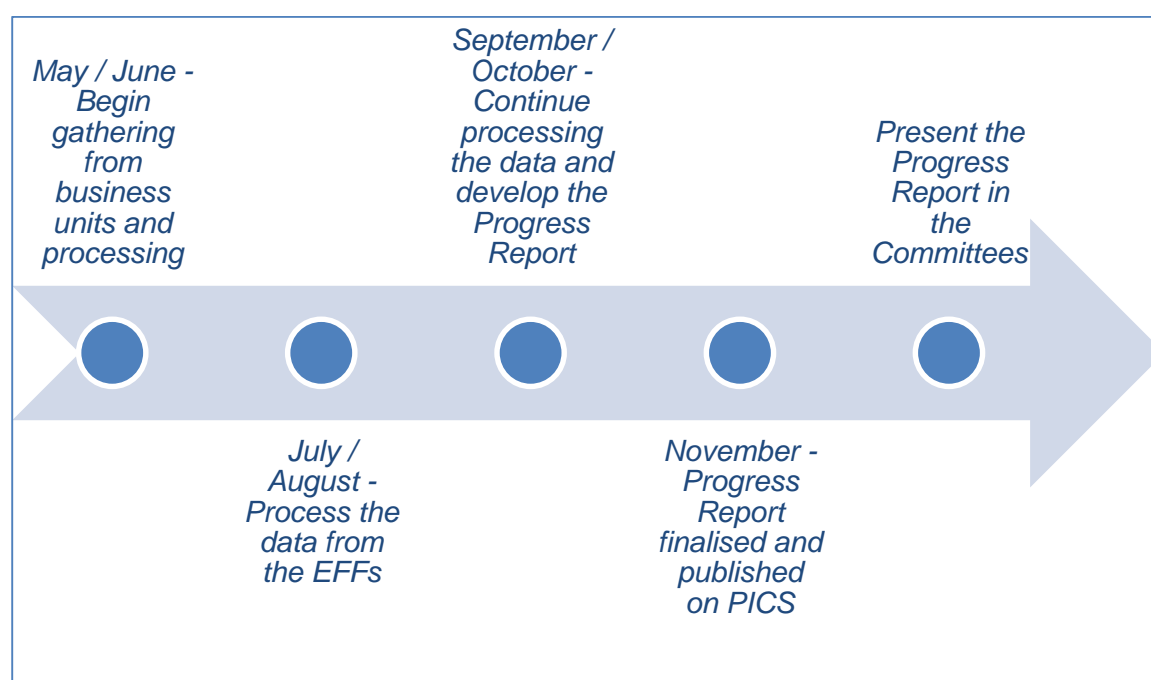 May / June -
Begin
gathering
from
business
units and
processing
July /
August -
Process the
data from
the EFFs
September /
October -
Continue
processing
the data and
develop the
Progress
Report
November -
Progress
Report
finalised and
published
on PICS
Present the
Progress
Report in
the
Committees